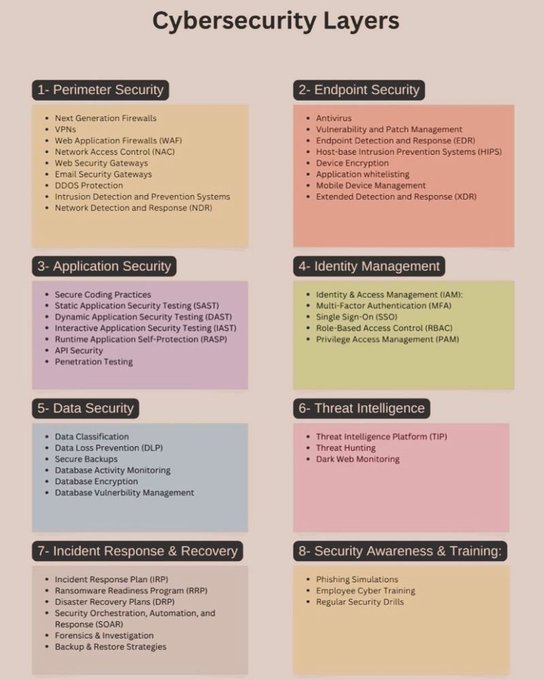 Cybersecurity Layers
1- Perimeter Security
• Next Generation Firewalls
• VPNs
• Web Application Firewalls (WAF)
• Network Access Control (NAC)
• Web Security Gateways
• Email Security Gateways
• DDOS Protection
• Intrusion Detection and Prevention Systems
• Network Detection and Response (NDR)
2- Endpoint Security
• Antivirus
• Vulnerability and Patch Management
• Endpoint Detection and Response (EDR)
• Host-base Intrusion Prevention Systems (HIPS)
• Device Encryption
• Application whitelisting
• Mobile Device Management
• Extended Detection and Response (XDR)
3- Application Security
• Secure Coding Practices
• Static Application Security Testing (SAST)
• Dynamic Application Security Testing (DAST)
• Interactive Application Security Testing (IAST)
• Runtime Application Self-Protection (RASP)
• API Security
• Penetration Testing
4- Identity Management
• Identity & Access Management (IAM):
• Multi-Factor Authentication (MFA)
• Single Sign-On (SSO)
• Role-Based Access Control (RBAC)
• Privilege Access Management (PAM)
5- Data Security
• Data Classification
• Data Loss Prevention (DLP)
• Secure Backups
• Database Activity Monitoring
• Database Encryption
• Database Vulnerbility Management
6- Threat Intelligence
• Threat Intelligence Platform (TIP)
• Threat Hunting
• Dark Web Monitoring
7- Incident Response & Recovery
• Incident Response Plan (IRP)
• Ransomware Readiness Program (RRP)
• Disaster Recovery Plans (DRP)
• Security Orchestration, Automation, and
Response (SOAR)
• Forensics & Investigation
• Backup & Restore Strategies
8- Security Awareness & Training:
• Phishing Simulations
• Employee Cyber Training
• Regular Security Drills